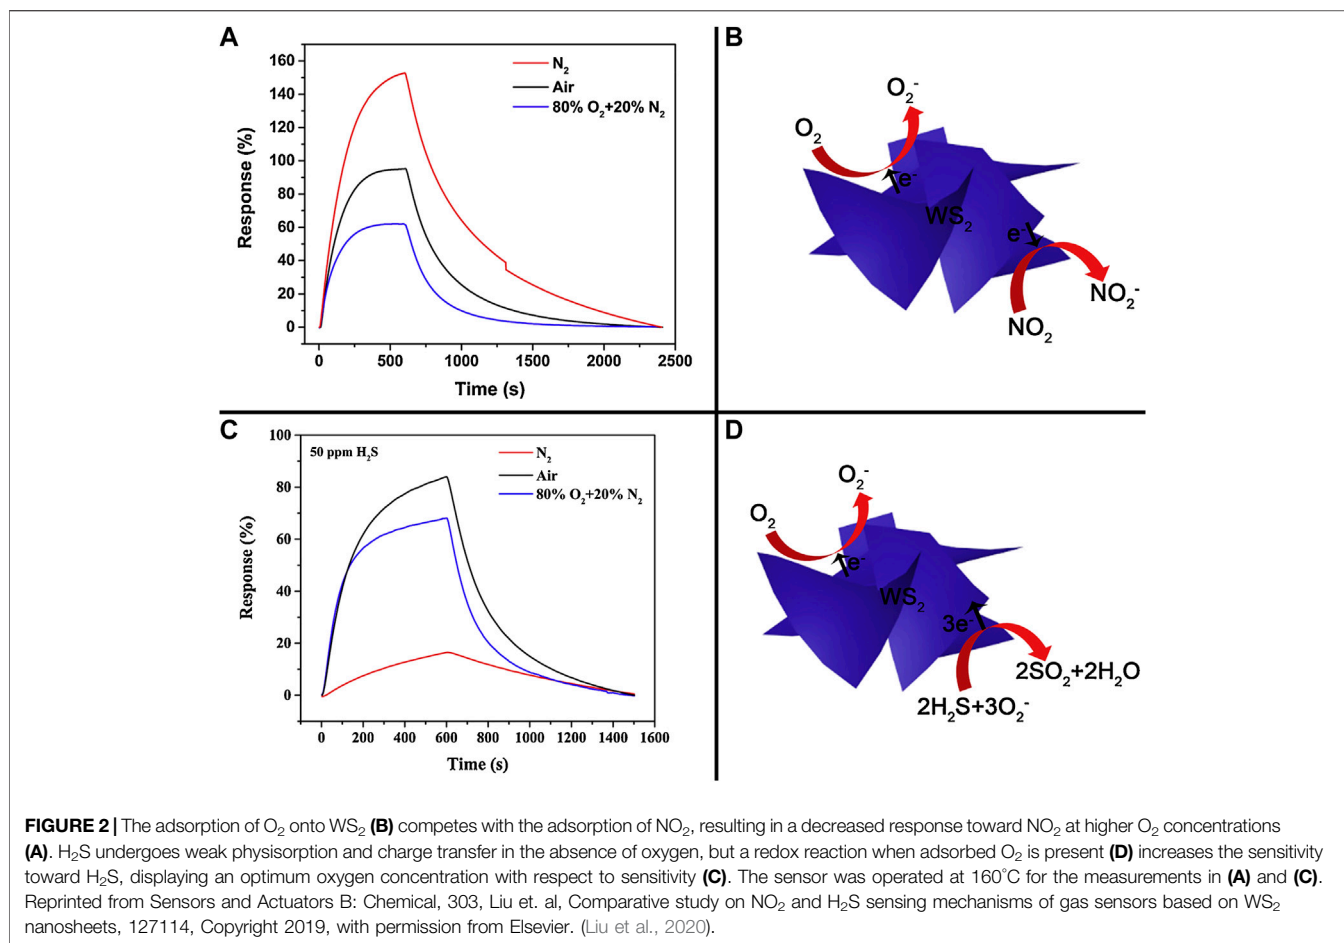 A
160
140
120
100
80
60
40
20
0
Response (%)
N₂
Air
80% O₂+20% N₂
0 500 1000 1500 2000 2500
Time (s)
B
O₂⁻
O₂
e⁻
WS₂
e⁻
NO₂⁻
NO₂
C
100
80
60
40
20
0
Response (%)
50 ppm H₂S
N₂
Air
80% O₂+20% N₂
0 200 400 600 800 1000 1200 1400 1600
Time (s)
D
O₂⁻
O₂
e⁻
WS₂
3e⁻
2SO₂+2H₂O
2H₂S+3O₂⁻
FIGURE 2 | The adsorption of O₂ onto WS₂ (B) competes with the adsorption of NO₂, resulting in a decreased response toward NO₂ at higher O₂ concentrations
(A). H₂S undergoes weak physisorption and charge transfer in the absence of oxygen, but a redox reaction when adsorbed O₂ is present (D) increases the sensitivity
toward H₂S, displaying an optimum oxygen concentration with respect to sensitivity (C). The sensor was operated at 160°C for the measurements in (A) and (C).
Reprinted from Sensors and Actuators B: Chemical, 303, Liu et. al, Comparative study on NO₂ and H₂S sensing mechanisms of gas sensors based on WS₂
nanosheets, 127114, Copyright 2019, with permission from Elsevier. (Liu et al., 2020).